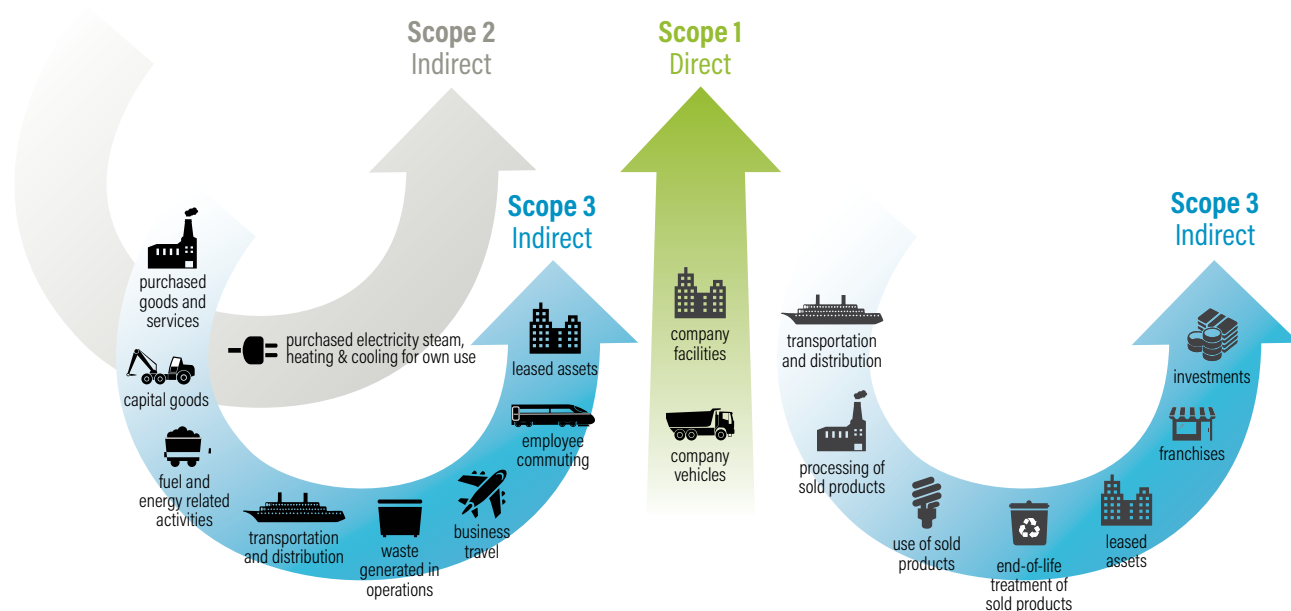 Scope 2
Indirect
Scope 1
Direct
Scope 3
Indirect
Scope 3
Indirect
purchased
goods and
services
purchased electricity steam,
heating & cooling for own use
capital goods
fuel and
energy related
activities
transportation
and distribution
waste
generated in
operations
business
travel
employee
commuting
leased assets
company
facilities
company
vehicles
transportation
and distribution
processing of
sold products
use of sold
products
end-of-life
treatment of
sold products
leased
assets
franchises
investments